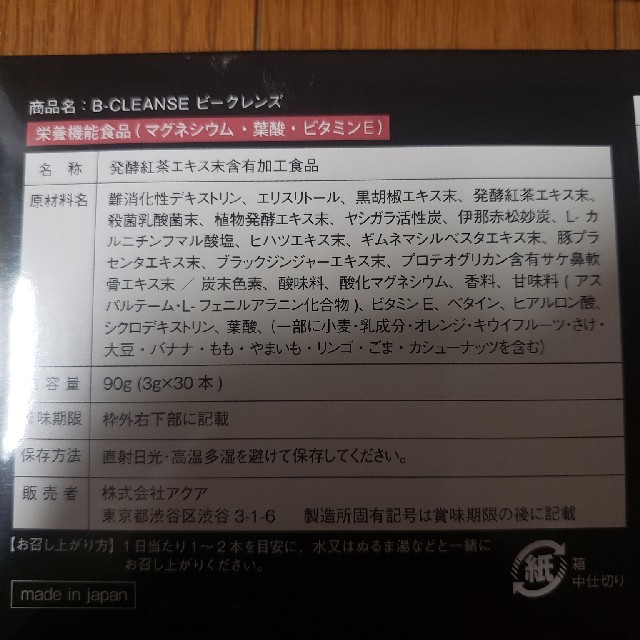 商品名：B-CLEANSE ビークレンズ
栄養機能食品(マグネシウム・葉酸・ビタミンE)
名 称 発酵紅茶エキス末含有加工食品
原材料名 難消化性デキストリン、エリスリトール、黒胡椒エキス末、発酵紅茶エキス末、
殺菌乳酸菌末、植物発酵エキス末、ヤシガラ活性炭、伊那赤松妙炭、L- カ
ルニチンフマル酸塩、ヒハツエキス末、ギムネマシルベスタエキス末、豚プラ
センタエキス末、ブラックジンジャーエキス末、プロテオグリカン含有サケ鼻軟
骨エキス末 ／ 炭末色素、酸味料、酸化マグネシウム、香料、甘味料 ( アス
パルテーム・L- フェニルアラニン化合物 )、ビタミン E、ベタイン、ヒアルロン酸、
シクロデキストリン、葉酸、（一部に小麦・乳成分・オレンジ・キウイフルーツ・さけ・
大豆・バナナ・もも・やまいも・リンゴ・ごま・カシューナッツを含む）
容量 90g (3g×30 本 )
味期限 枠外右下部に記載
保存方法 直射日光・高温多湿を避けて保存してください。
販 売 者 株式会社アクア
東京都渋谷区渋谷 3-1-6 製造所固有記号は賞味期限の後に記載
【お召し上がり方】 1日当たり1～2本を目安に、水又はぬるま湯などと一緒に
お召し上がりください。
紙 箱
中仕切り
made in japan